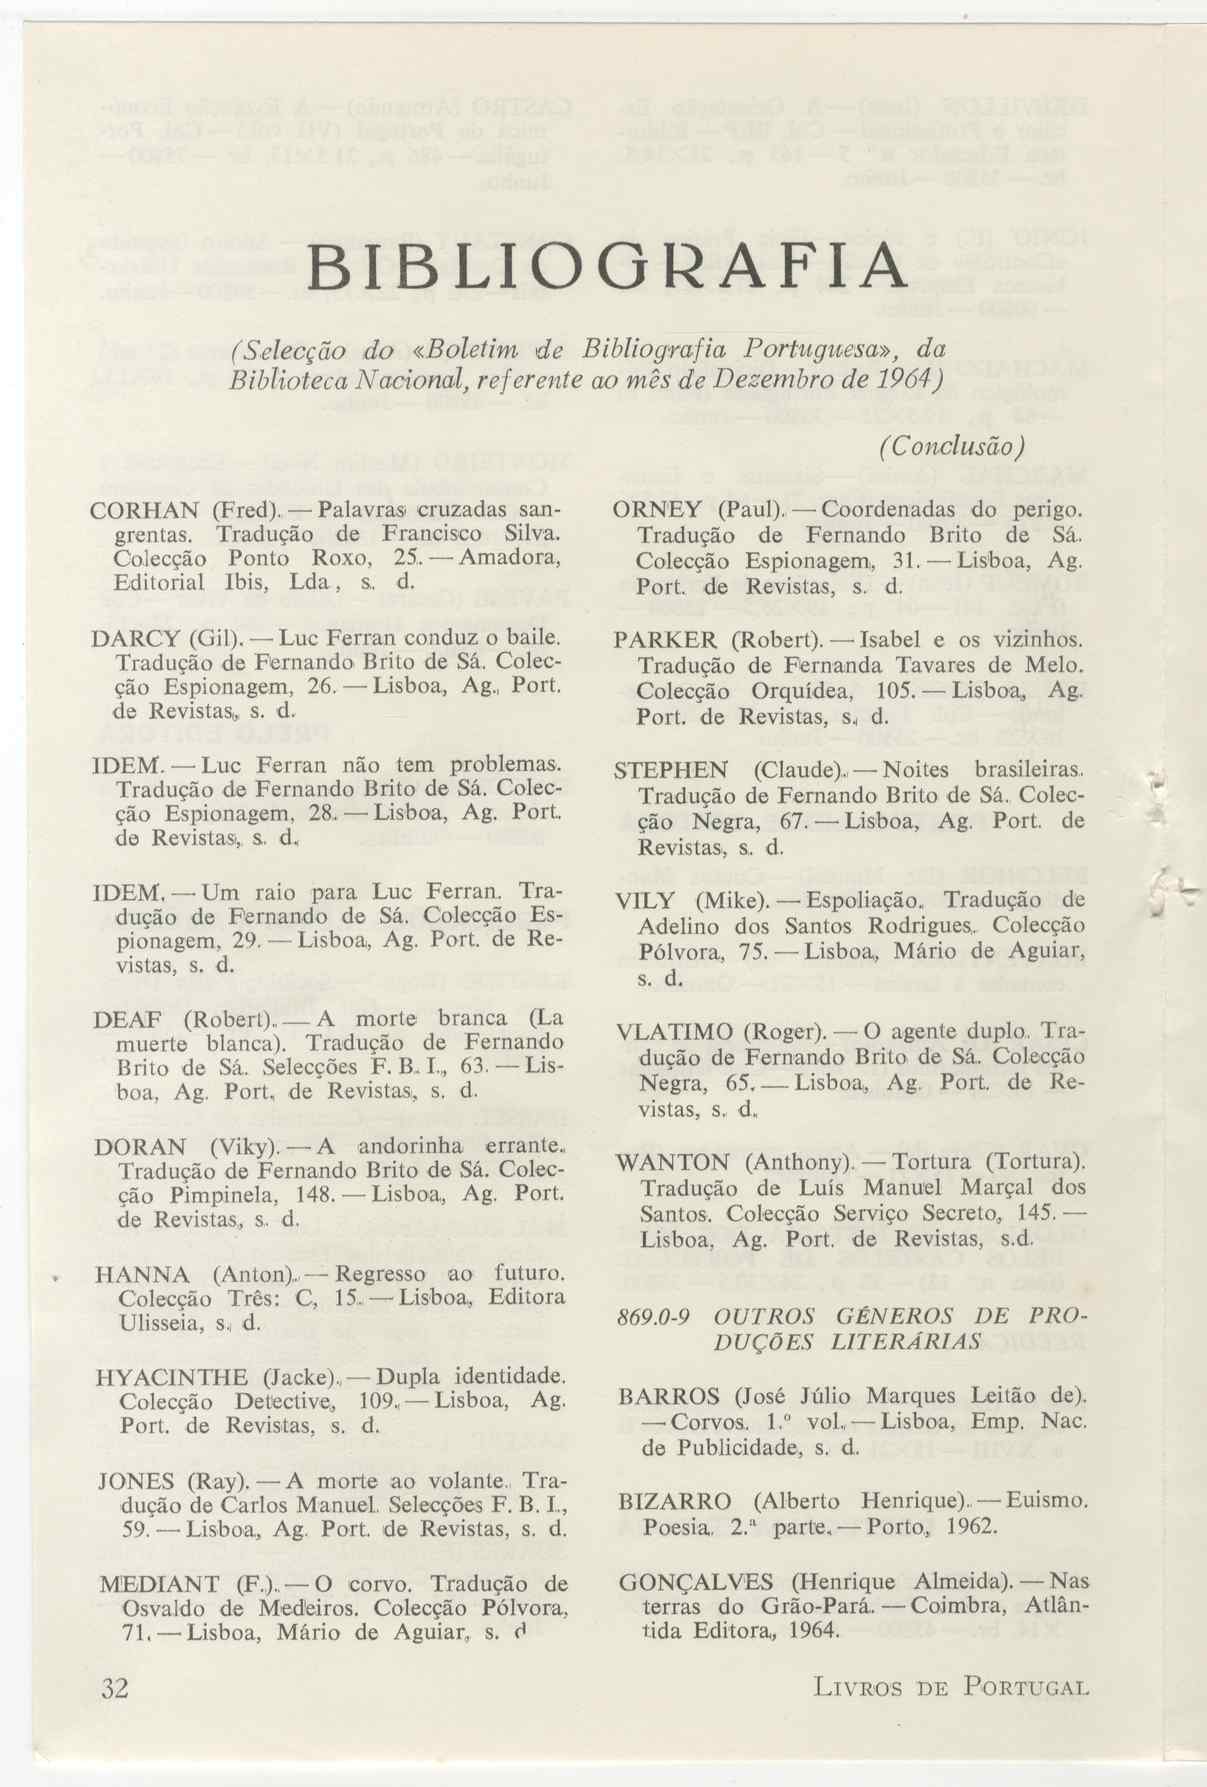 BIBLIOGRAFIA
(Selecção do «Boletim de Bibliografia Portuguesa», da
Biblioteca Nacional, referente ao mês de Dezembro de 1964)
(Conclusão)
CORHAN (Fred). — Palavras cruzadas san-
grentas. Tradução de Francisco Silva.
Colecção Ponto Roxo, 25. — Amadora,
Editorial Ibis, Lda, s. d.
DARCY (Gil). — Luc Ferran conduz o baile.
Tradução de Fernando Brito de Sá. Colec-
ção Espionagem, 26. — Lisboa, Ag. Port.
de Revistas, s. d.
IDEM. — Luc Ferran não tem problemas.
Tradução de Fernando Brito de Sá. Colec-
ção Espionagem, 28. — Lisboa, Ag. Port.
de Revistas, s. d.
IDEM. — Um raio para Luc Ferran. Tra-
dução de Fernando de Sá. Colecção Es-
pionagem, 29. — Lisboa, Ag. Port. de Re-
vistas, s. d.
DEAF (Robert). — A morte branca (La
muerte blanca). Tradução de Fernando
Brito de Sá. Selecções F. B. I., 63. — Lis-
boa, Ag. Port. de Revistas, s. d.
DORAN (Viky). — A andorinha errante.
Tradução de Fernando Brito de Sá. Colec-
ção Pimpinela, 148. — Lisboa, Ag. Port.
de Revistas, s. d.
HANNA (Anton). — Regresso ao futuro.
Colecção Três: C, 15. — Lisboa, Editora
Ulisseia, s. d.
HYACINTHE (Jacke). — Dupla identidade.
Colecção Detective, 109. — Lisboa, Ag.
Port. de Revistas, s. d.
JONES (Ray). — A morte ao volante. Tra-
dução de Carlos Manuel. Selecções F. B. I.,
59. — Lisboa, Ag. Port. de Revistas, s. d.
MEDIANT (F.). — O corvo. Tradução de
Osvaldo de Medeiros. Colecção Pólvora,
71. — Lisboa, Mário de Aguiar, s. d
ORNEY (Paul). — Coordenadas do perigo.
Tradução de Fernando Brito de Sá.
Colecção Espionagem, 31. — Lisboa, Ag.
Port. de Revistas, s. d.
PARKER (Robert). — Isabel e os vizinhos.
Tradução de Fernanda Tavares de Melo.
Colecção Orquídea, 105. — Lisboa, Ag.
Port. de Revistas, s. d.
STEPHEN (Claude). — Noites brasileiras.
Tradução de Fernando Brito de Sá. Colec-
ção Negra, 67. — Lisboa, Ag. Port. de
Revistas, s. d.
VILY (Mike). — Espoliação. Tradução de
Adelino dos Santos Rodrigues. Colecção
Pólvora, 75. — Lisboa, Mário de Aguiar,
s. d.
VLATIMO (Roger). — O agente duplo. Tra-
dução de Fernando Brito de Sá. Colecção
Negra, 65. — Lisboa, Ag. Port. de Re-
vistas, s. d.
WANTON (Anthony). — Tortura (Tortura).
Tradução de Luís Manuel Marçal dos
Santos. Colecção Serviço Secreto, 145. —
Lisboa, Ag. Port. de Revistas, s.d.
869.0-9 OUTROS GÉNEROS DE PRO-
DUÇÕES LITERÁRIAS
BARROS (José Júlio Marques Leitão de).
— Corvos. 1.º vol. — Lisboa, Emp. Nac.
de Publicidade, s. d.
BIZARRO (Alberto Henrique). — Euismo.
Poesia. 2.ª parte. — Porto, 1962.
GONÇALVES (Henrique Almeida). — Nas
terras do Grão-Pará. — Coimbra, Atlân-
tida Editora, 1964.
32
LIVROS DE PORTUGAL